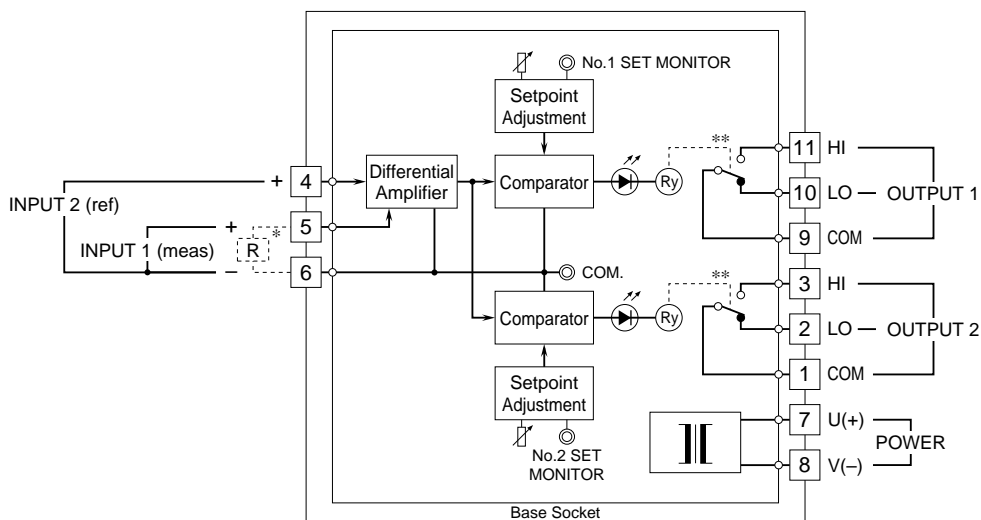 No.1 SET MONITOR
Setpoint
Adjustment
**
11 HI
4
+
Differential
Amplifier
Comparator
Ry
10 LO
OUTPUT 1
INPUT 2 (ref)
+
5
*
INPUT 1 (meas)
R
9 COM
–
6
COM.
**
3 HI
Comparator
Ry
2 LO
OUTPUT 2
1 COM
Setpoint
Adjustment
7 U(+)
POWER
No.2 SET
MONITOR
8 V(–)
Base Socket